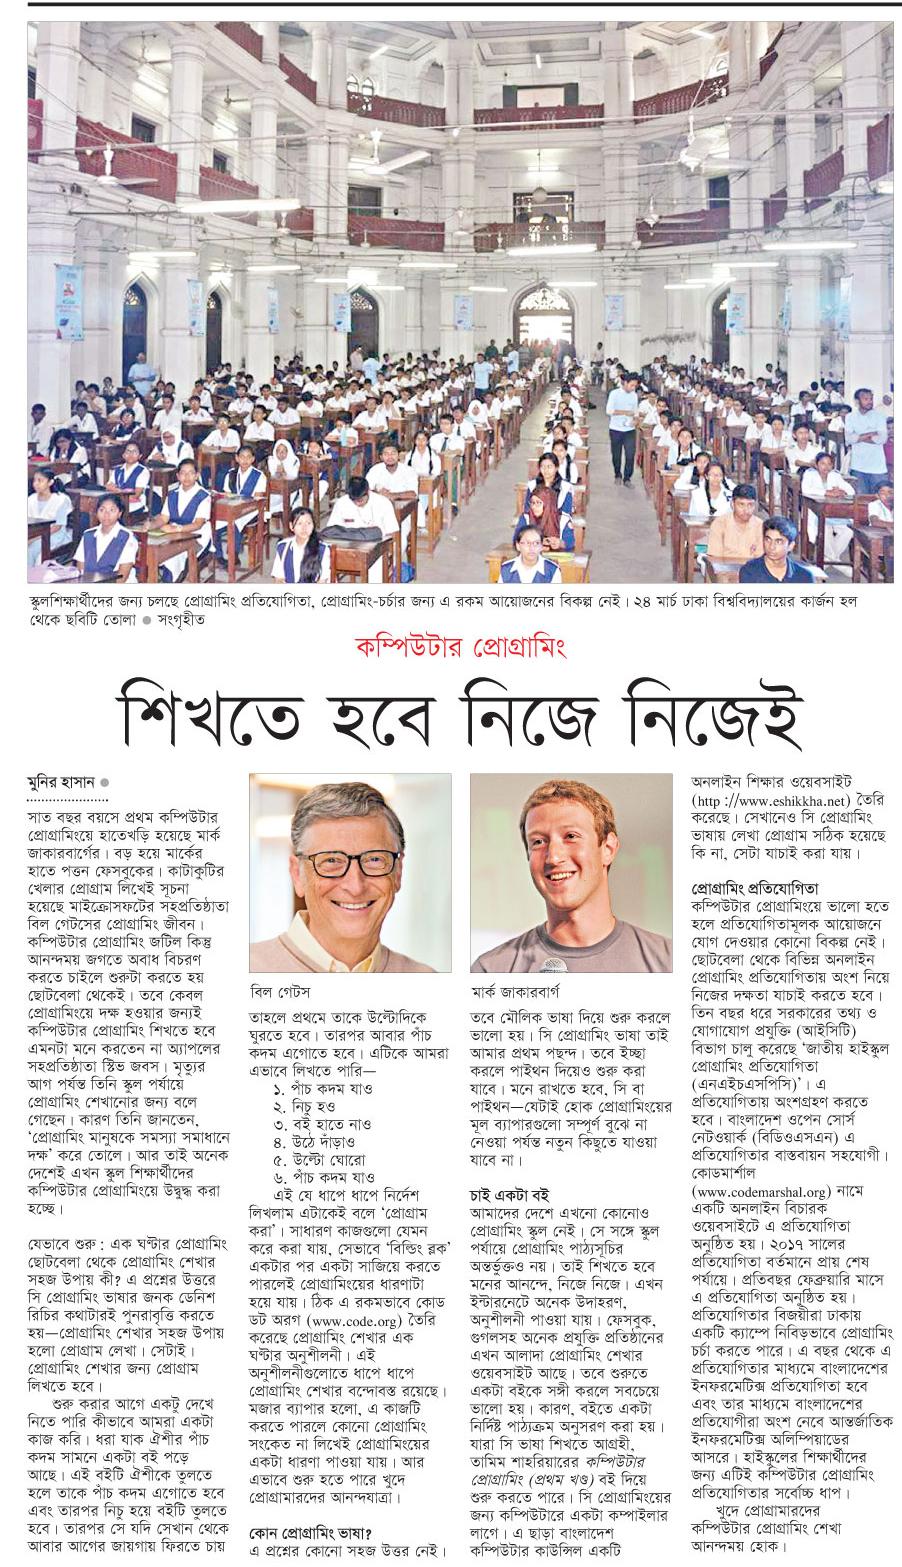 স্কুলশিক্ষার্থীদের জন্য চলছে প্রোগ্রামিং প্রতিযোগিতা, প্রোগ্রামিং-চর্চার জন্য এ রকম আয়োজনের বিকল্প নেই। ২৪ মার্চ ঢাকা বিশ্ববিদ্যালয়ের কার্জন হল
থেকে ছবিটি তোলা ● সংগৃহীত
কম্পিউটার প্রোগ্রামিং
শিখতে হবে নিজে নিজেই
মুনির হাসান ●
সাত বছর বয়সে প্রথম কম্পিউটার
প্রোগ্রামিংয়ে হাতেখড়ি হয়েছে মার্ক
জাকারবার্গের। বড় হয়ে মার্কের
হাতে পত্তন ফেসবুকের। কাটাকুটির
খেলার প্রোগ্রাম লিখেই সূচনা
হয়েছে মাইক্রোসফটের সহপ্রতিষ্ঠাতা
বিল গেটসের প্রোগ্রামিং জীবন।
কম্পিউটার প্রোগ্রামিং জটিল কিন্তু
আনন্দময় জগতে অবাধ বিচরণ
করতে চাইলে শুরুটা করতে হয়
ছোটবেলা থেকেই। তবে কেবল
প্রোগ্রামিংয়ে দক্ষ হওয়ার জন্যই
কম্পিউটার প্রোগ্রামিং শিখতে হবে
এমনটা মনে করতেন না অ্যাপলের
সহপ্রতিষ্ঠাতা স্টিভ জবস। মৃত্যুর
আগ পর্যন্ত তিনি স্কুল পর্যায়ে
প্রোগ্রামিং শেখানোর জন্য বলে
গেছেন। কারণ তিনি জানতেন,
‘প্রোগ্রামিং মানুষকে সমস্যা সমাধানে
দক্ষ’ করে তোলে। আর তাই অনেক
দেশেই এখন স্কুল শিক্ষার্থীদের
কম্পিউটার প্রোগ্রামিংয়ে উদ্বুদ্ধ করা
হচ্ছে।
যেভাবে শুরু : এক ঘণ্টার প্রোগ্রামিং
ছোটবেলা থেকে প্রোগ্রামিং শেখার
সহজ উপায় কী? এ প্রশ্নের উত্তরে
সি প্রোগ্রামিং ভাষার জনক ডেনিশ
রিচির কথাটারই পুনরাবৃত্তি করতে
হয়—প্রোগ্রামিং শেখার সহজ উপায়
হলো প্রোগ্রাম লেখা। সেটাই।
প্রোগ্রামিং শেখার জন্য প্রোগ্রাম
লিখতে হবে।
শুরু করার আগে একটু দেখে
নিতে পারি কীভাবে আমরা একটা
কাজ করি। ধরা যাক ঐশীর পাঁচ
কদম সামনে একটা বই পড়ে
আছে। এই বইটি ঐশীকে তুলতে
হলে তাকে পাঁচ কদম এগোতে হবে
এবং তারপর নিচু হয়ে বইটি তুলতে
হবে। তারপর সে যদি সেখান থেকে
আবার আগের জায়গায় ফিরতে চায়
বিল গেটস
তাহলে প্রথমে তাকে উল্টোদিকে
ঘুরতে হবে। তারপর আবার পাঁচ
কদম এগোতে হবে। এটিকে আমরা
এভাবে লিখতে পারি—
১. পাঁচ কদম যাও
২. নিচু হও
৩. বই হাতে নাও
৪. উঠে দাঁড়াও
৫. উল্টো ঘোরো
৬. পাঁচ কদম যাও
এই যে ধাপে ধাপে নির্দেশ
লিখলাম এটাকেই বলে ‘প্রোগ্রাম
করা’। সাধারণ কাজগুলো যেমন
করে করা যায়, সেভাবে ‘বিল্ডিং ব্লক’
একটার পর একটা সাজিয়ে করতে
পারলেই প্রোগ্রামিংয়ের ধারণাটা
হয়ে যায়। ঠিক এ রকমভাবে কোড
ডট অরগ (www.code.org) তৈরি
করেছে প্রোগ্রামিং শেখার এক
ঘণ্টার অনুশীলনী। এই
অনুশীলনীগুলোতে ধাপে ধাপে
প্রোগ্রামিং শেখার বন্দোবস্ত রয়েছে।
মজার ব্যাপার হলো, এ কাজটি
করতে পারলে কোনো প্রোগ্রামিং
সংকেত না লিখেই প্রোগ্রামিংয়ের
একটা ধারণা পাওয়া যায়। আর
এভাবে শুরু হতে পারে খুদে
প্রোগ্রামারদের আনন্দযাত্রা।
কোন প্রোগ্রামিং ভাষা?
এ প্রশ্নের কোনো সহজ উত্তর নেই।
মার্ক জাকারবার্গ
তবে মৌলিক ভাষা দিয়ে শুরু করলে
ভালো হয়। সি প্রোগ্রামিং ভাষা তাই
আমার প্রথম পছন্দ। তবে ইচ্ছা
করলে পাইথন দিয়েও শুরু করা
যাবে। মনে রাখতে হবে, সি বা
পাইথন—যেটাই হোক প্রোগ্রামিংয়ের
মূল ব্যাপারগুলো সম্পূর্ণ বুঝে না
নেওয়া পর্যন্ত নতুন কিছুতে যাওয়া
যাবে না।
চাই একটা বই
আমাদের দেশে এখনো কোনোও
প্রোগ্রামিং স্কুল নেই। সে সঙ্গে স্কুল
পর্যায়ে প্রোগ্রামিং পাঠ্যসূচির
অন্তর্ভুক্তও নয়। তাই শিখতে হবে
মনের আনন্দে, নিজে নিজে। এখন
ইন্টারনেটে অনেক উদাহরণ,
অনুশীলনী পাওয়া যায়। ফেসবুক,
গুগলসহ অনেক প্রযুক্তি প্রতিষ্ঠানের
এখন আলাদা প্রোগ্রামিং শেখার
ওয়েবসাইট আছে। তবে শুরুতে
একটা বইকে সঙ্গী করলে সবচেয়ে
ভালো হয়। কারণ, বইতে একটা
নির্দিষ্ট পাঠ্যক্রম অনুসরণ করা হয়।
যারা সি ভাষা শিখতে আগ্রহী,
তামিম শাহরিয়ারের কম্পিউটার
প্রোগ্রামিং (প্রথম খণ্ড) বই দিয়ে
শুরু করতে পারে। সি প্রোগ্রামিংয়ের
জন্য কম্পিউটারে একটা কম্পাইলার
লাগে। এ ছাড়া বাংলাদেশ
কম্পিউটার কাউন্সিল একটি
অনলাইন শিক্ষার ওয়েবসাইট
(http ://www.eshikkha.net) তৈরি
করেছে। সেখানেও সি প্রোগ্রামিং
ভাষায় লেখা প্রোগ্রাম সঠিক হয়েছে
কি না, সেটা যাচাই করা যায়।
প্রোগ্রামিং প্রতিযোগিতা
কম্পিউটার প্রোগ্রামিংয়ে ভালো হতে
হলে প্রতিযোগিতামূলক আয়োজনে
যোগ দেওয়ার কোনো বিকল্প নেই।
ছোটবেলা থেকে বিভিন্ন অনলাইন
প্রোগ্রামিং প্রতিযোগিতায় অংশ নিয়ে
নিজের দক্ষতা যাচাই করতে হবে।
তিন বছর ধরে সরকারের তথ্য ও
যোগাযোগ প্রযুক্তি (আইসিটি)
বিভাগ চালু করেছে ‘জাতীয় হাইস্কুল
প্রোগ্রামিং প্রতিযোগিতা
(এনএইচএসপিসি)’। এ
প্রতিযোগিতায় অংশগ্রহণ করতে
হবে। বাংলাদেশ ওপেন সোর্স
নেটওয়ার্ক (বিডিওএসএন) এ
প্রতিযোগিতার বাস্তবায়ন সহযোগী।
কোডমার্শাল
(www.codemarshal.org) নামে
একটি অনলাইন বিচারক
ওয়েবসাইটে এ প্রতিযোগিতা
অনুষ্ঠিত হয়। ২০১৭ সালের
প্রতিযোগিতা বর্তমানে প্রায় শেষ
পর্যায়ে। প্রতিবছর ফেব্রুয়ারি মাসে
এ প্রতিযোগিতা অনুষ্ঠিত হয়।
প্রতিযোগিতার বিজয়ীরা ঢাকায়
একটি ক্যাম্পে নিবিড়ভাবে প্রোগ্রামিং
চর্চা করতে পারে। এ বছর থেকে এ
প্রতিযোগিতার মাধ্যমে বাংলাদেশের
ইনফরমেটিক্স প্রতিযোগিতা হবে
এবং তার মাধ্যমে বাংলাদেশের
প্রতিযোগীরা অংশ নেবে আন্তর্জাতিক
ইনফরমেটিক্স অলিম্পিয়াডের
আসরে। হাইস্কুলের শিক্ষার্থীদের
জন্য এটিই কম্পিউটার প্রোগ্রামিং
প্রতিযোগিতার সর্বোচ্চ ধাপ।
খুদে প্রোগ্রামারদের
কম্পিউটার প্রোগ্রামিং শেখা
আনন্দময় হোক।